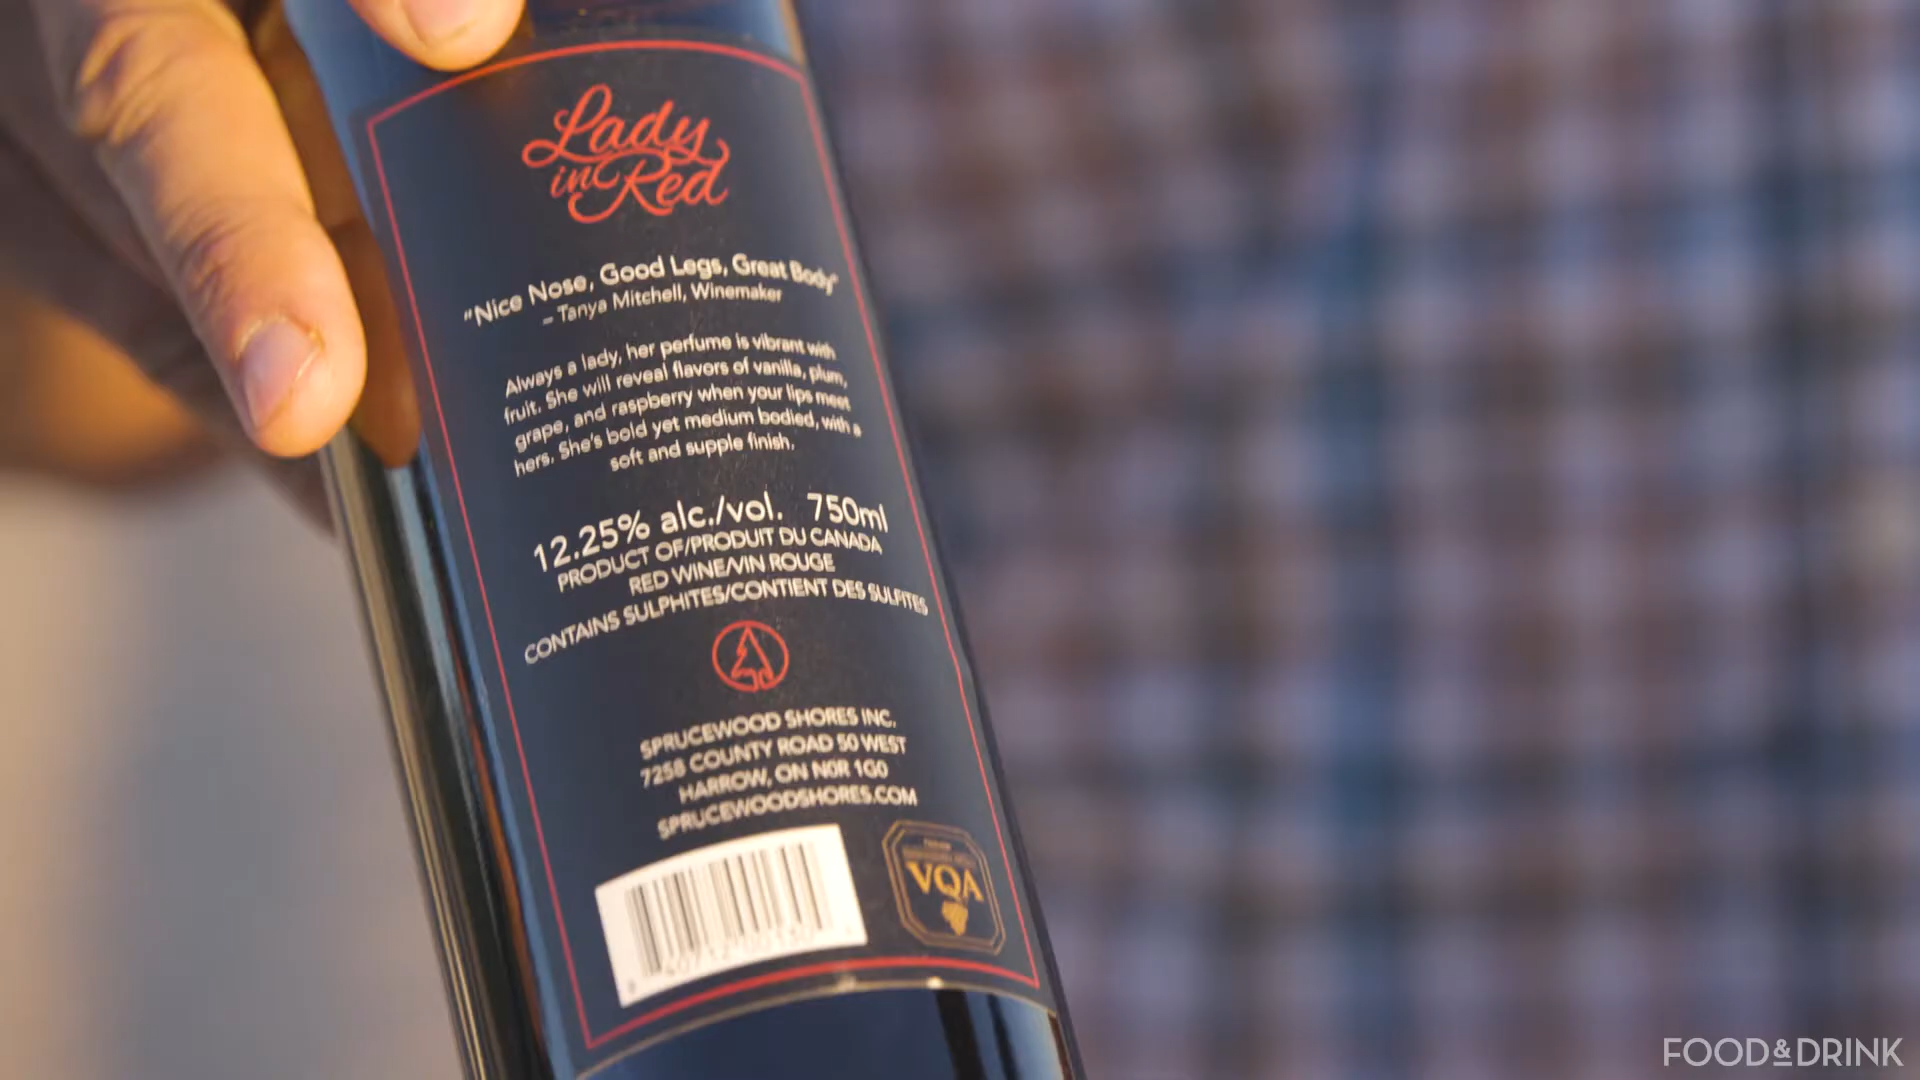 Lady
in Red
"Nice Nose, Good Legs, Great Body"
– Tanya Mitchell, Winemaker
Always a lady, her perfume is vibrant with
fruit. She will reveal flavors of vanilla, plum,
grape, and raspberry when your lips meet
hers. She's bold yet medium bodied, with a
soft and supple finish.
12.25% alc./vol. 750ml
PRODUCT OF/PRODUIT DU CANADA
RED WINE/VIN ROUGE
CONTAINS SULPHITES/CONTIENT DES SULFITES
SPRUCEWOOD SHORES INC.
7258 COUNTY ROAD 50 WEST
HARROW, ON N0R 1G0
SPRUCEWOODSHORES.COM
VQA
FOOD&DRINK